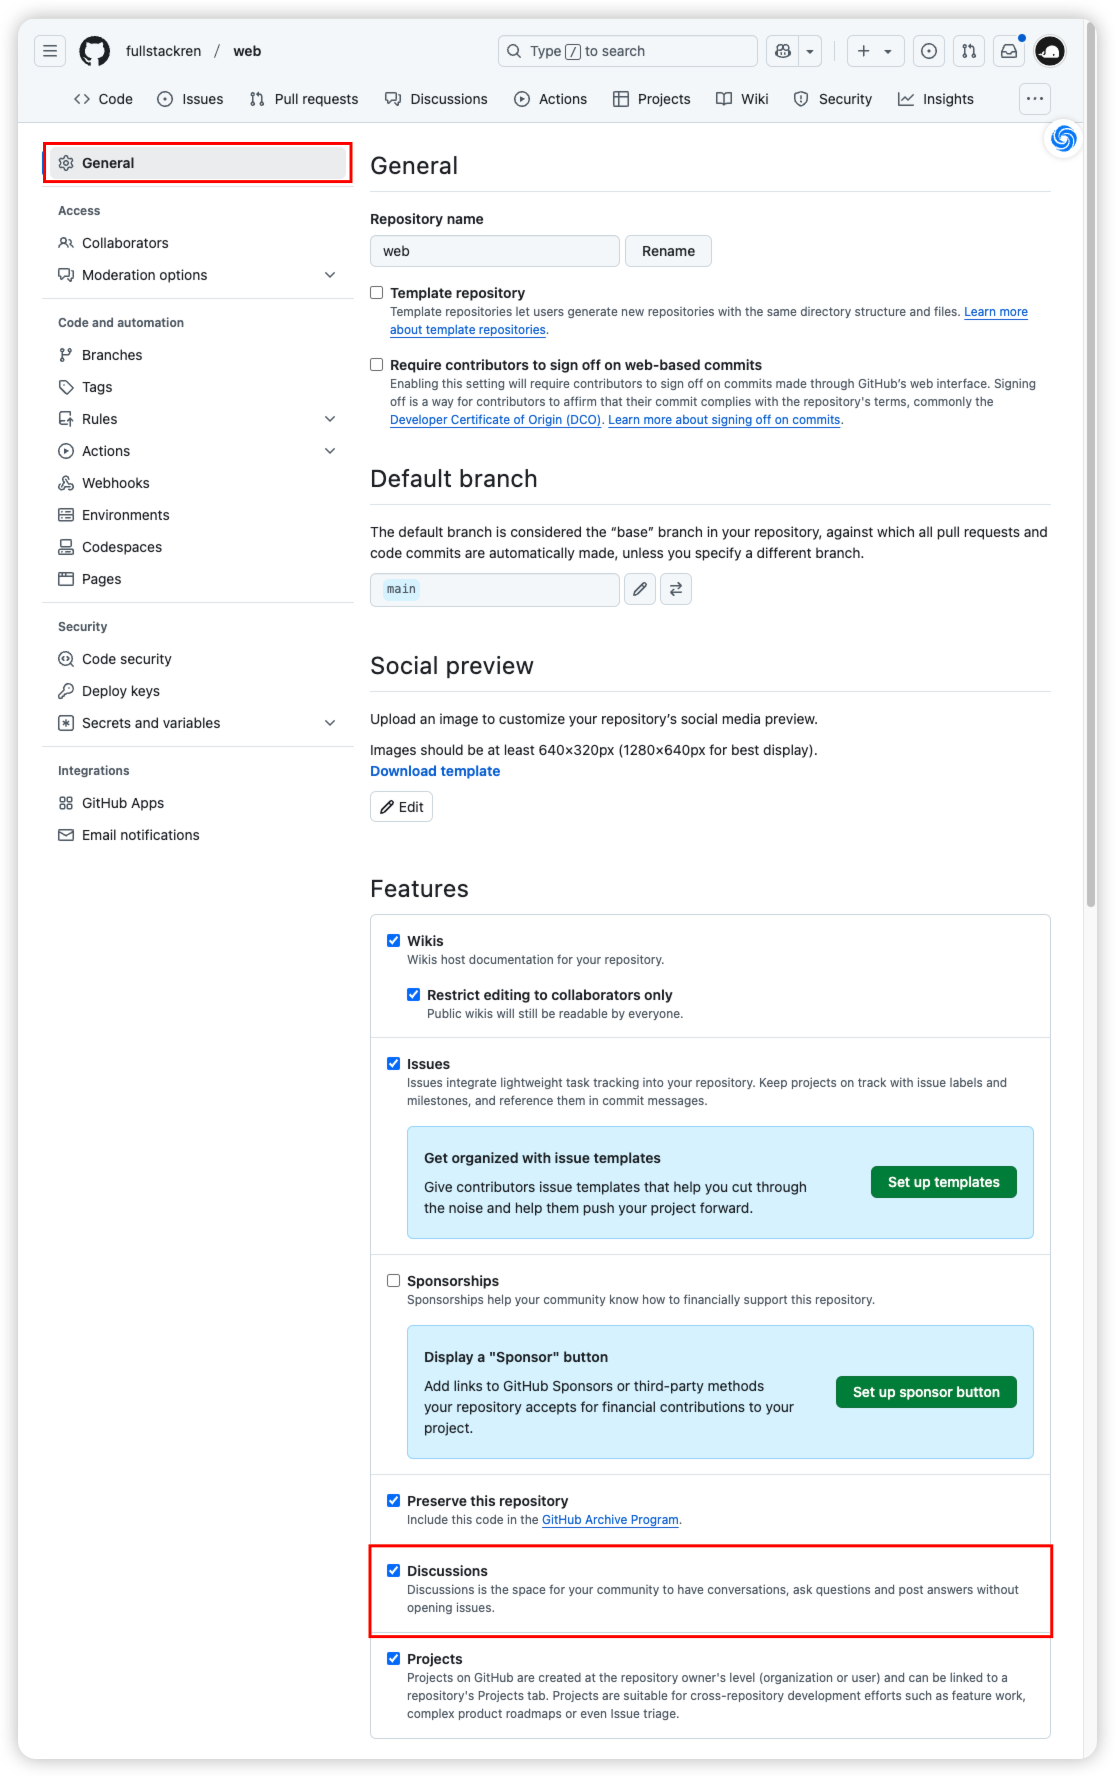 fullstackren / web
Type / to search
Code Issues Pull requests Discussions Actions Projects Wiki Security Insights
General
Access
Collaborators
Moderation options
Code and automation
Branches
Tags
Rules
Actions
Webhooks
Environments
Codespaces
Pages
Security
Code security
Deploy keys
Secrets and variables
Integrations
GitHub Apps
Email notifications
General
Repository name
web Rename
Template repository
Template repositories let users generate new repositories with the same directory structure and files. Learn more
about template repositories.
Require contributors to sign off on web-based commits
Enabling this setting will require contributors to sign off on commits made through GitHub’s web interface. Signing
off is a way for contributors to affirm that their commit complies with the repository's terms, commonly the
Developer Certificate of Origin (DCO). Learn more about signing off on commits.
Default branch
The default branch is considered the “base” branch in your repository, against which all pull requests and
code commits are automatically made, unless you specify a different branch.
main
Social preview
Upload an image to customize your repository’s social media preview.
Images should be at least 640×320px (1280×640px for best display).
Download template
Edit
Features
Wikis
Wikis host documentation for your repository.
Restrict editing to collaborators only
Public wikis will still be readable by everyone.
Issues
Issues integrate lightweight task tracking into your repository. Keep projects on track with issue labels and
milestones, and reference them in commit messages.
Get organized with issue templates
Give contributors issue templates that help you cut through
the noise and help them push your project forward.
Set up templates
Sponsorships
Sponsorships help your community know how to financially support this repository.
Display a "Sponsor" button
Add links to GitHub Sponsors or third-party methods
your repository accepts for financial contributions to your
project.
Set up sponsor button
Preserve this repository
Include this code in the GitHub Archive Program.
Discussions
Discussions is the space for your community to have conversations, ask questions and post answers without
opening issues.
Projects
Projects on GitHub are created at the repository owner's level (organization or user) and can be linked to a
repository's Projects tab. Projects are suitable for cross-repository development efforts such as feature work,
complex product roadmaps or even Issue triage.